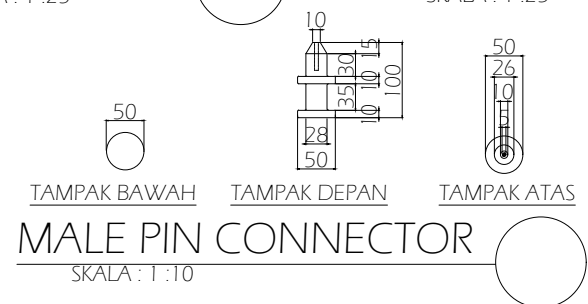 10
15
30
10
35
10
100
28
50
50
50
26
10
5
TAMPAK BAWAH
TAMPAK DEPAN
TAMPAK ATAS
MALE PIN CONNECTOR
SKALA : 1 :10